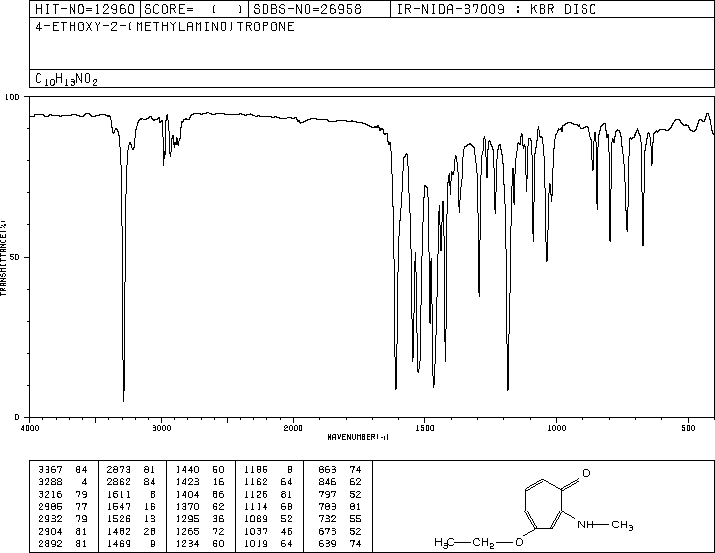 HIT-NO=12960 SCORE= ( ) SDBS-NO=26958 IR-NIDA-37009 : KBR DISC
4-ETHOXY-2-(METHYLAMINO)TROPONE
C10H13NO2
100
50
0
TRANSMITTANCE(%)
4000 3000 2000 1500 1000 500
WAVENUMBER(-1)
3367 84 2873 81 1440 50 1186 8 863 74
3288 4 2862 84 1423 16 1162 64 846 62
3216 79 1611 8 1404 86 1126 81 797 52
2985 77 1547 16 1370 62 1114 68 783 81
2932 79 1526 13 1295 36 1089 52 732 55
2904 81 1482 28 1265 72 1037 46 673 52
2892 81 1469 9 1234 60 1019 64 639 74
O
NH CH3
H3C CH2 O